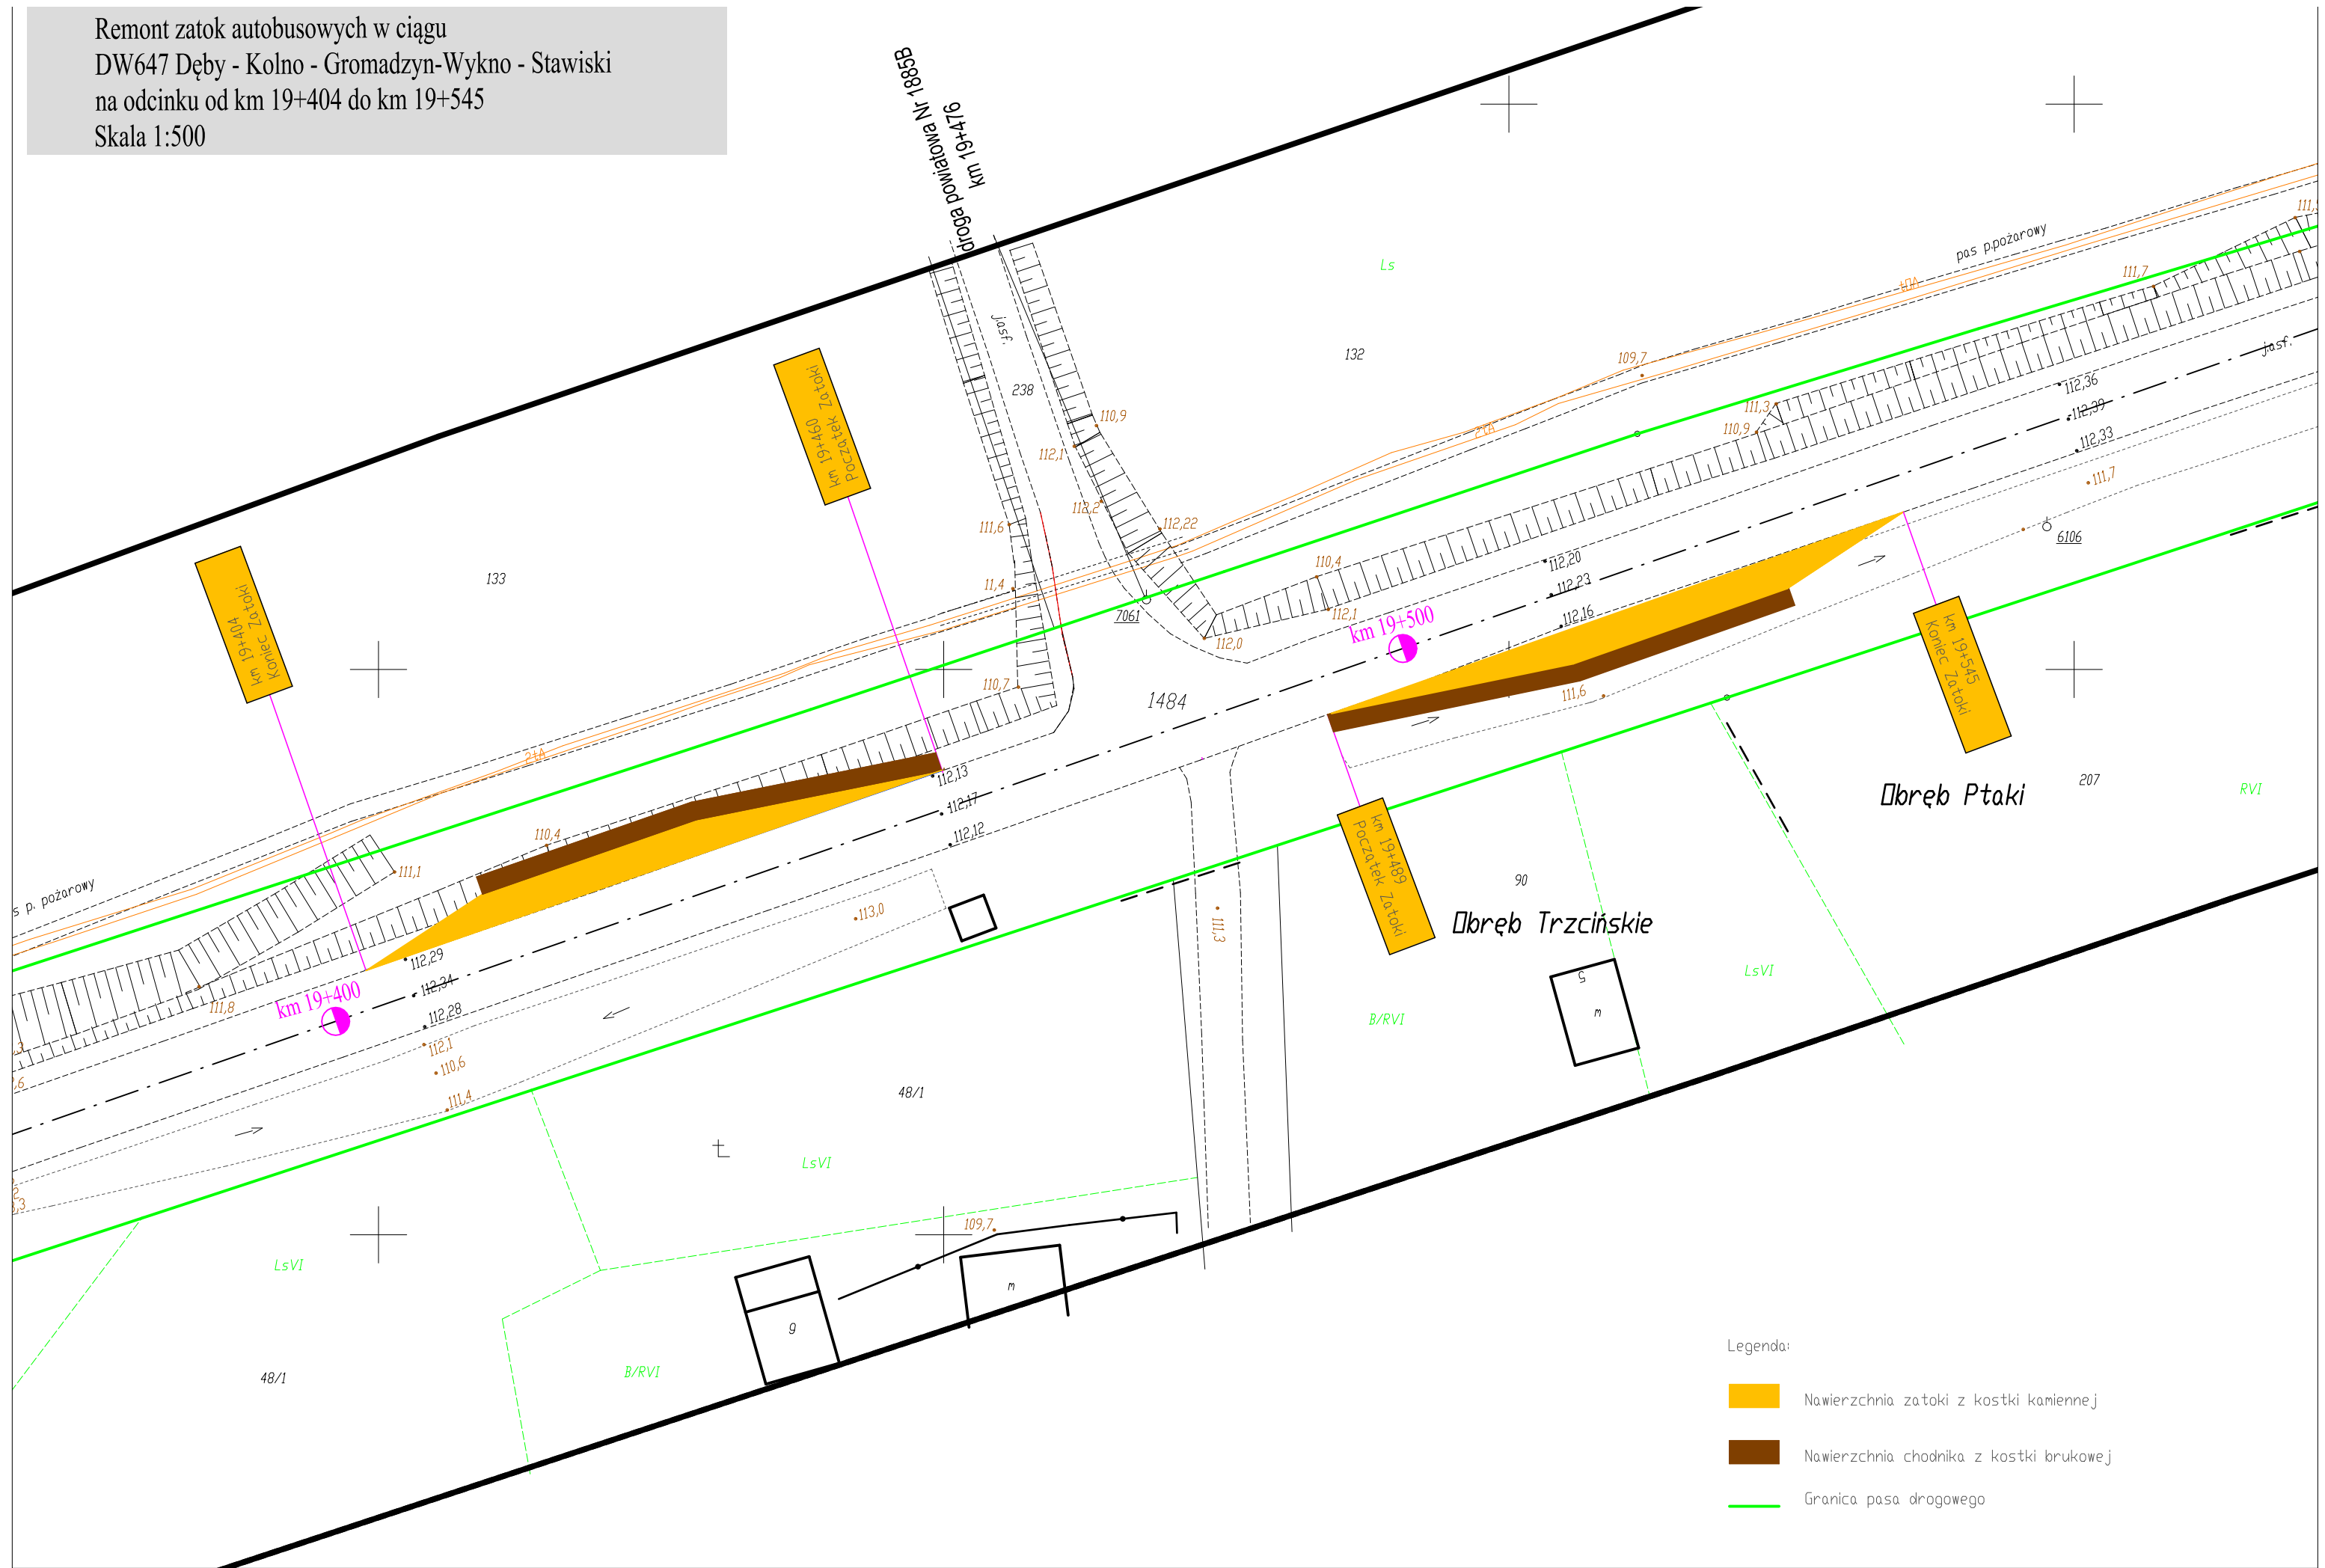 Remont zatok autobusowych w ciągu
DW647 Dęby - Kolno - Gromadzyn-Wykno - Stawiski
na odcinku od km 19+404 do km 19+545
Skala 1:500
droga powiatowa Nr 1885B
km 19+476
pas p.pożarowy
111,7
Ls
j.asf.
132
238
109,7
j.asf.
112,36
112,39
112,33
111,3
110,9
110,9
112,1
km 19+460
Początek Zatoki
111,7
112,2
112,22
111,6
6106
133
110,4
112,20
112,23
112,16
11,4
7061
112,1
km 19+500
112,0
km 19+404
Koniec Zatoki
km 19+545
Koniec Zatoki
110,7
1484
111,6
112,13
112,17
112,12
Obręb Ptaki
207
RVI
110,4
km 19+489
Początek Zatoki
111,1
s p. pożarowy
90
113,0
111,3
Obręb Trzcińskie
112,29
112,34
112,28
LsVI
5
m
km 19+400
111,8
B/RVI
112,1
110,6
111,4
48/1
LsVI
109,7
LsVI
m
g
48/1
B/RVI
Legenda:
Nawierzchnia zatoki z kostki kamiennej
Nawierzchnia chodnika z kostki brukowej
Granica pasa drogowego